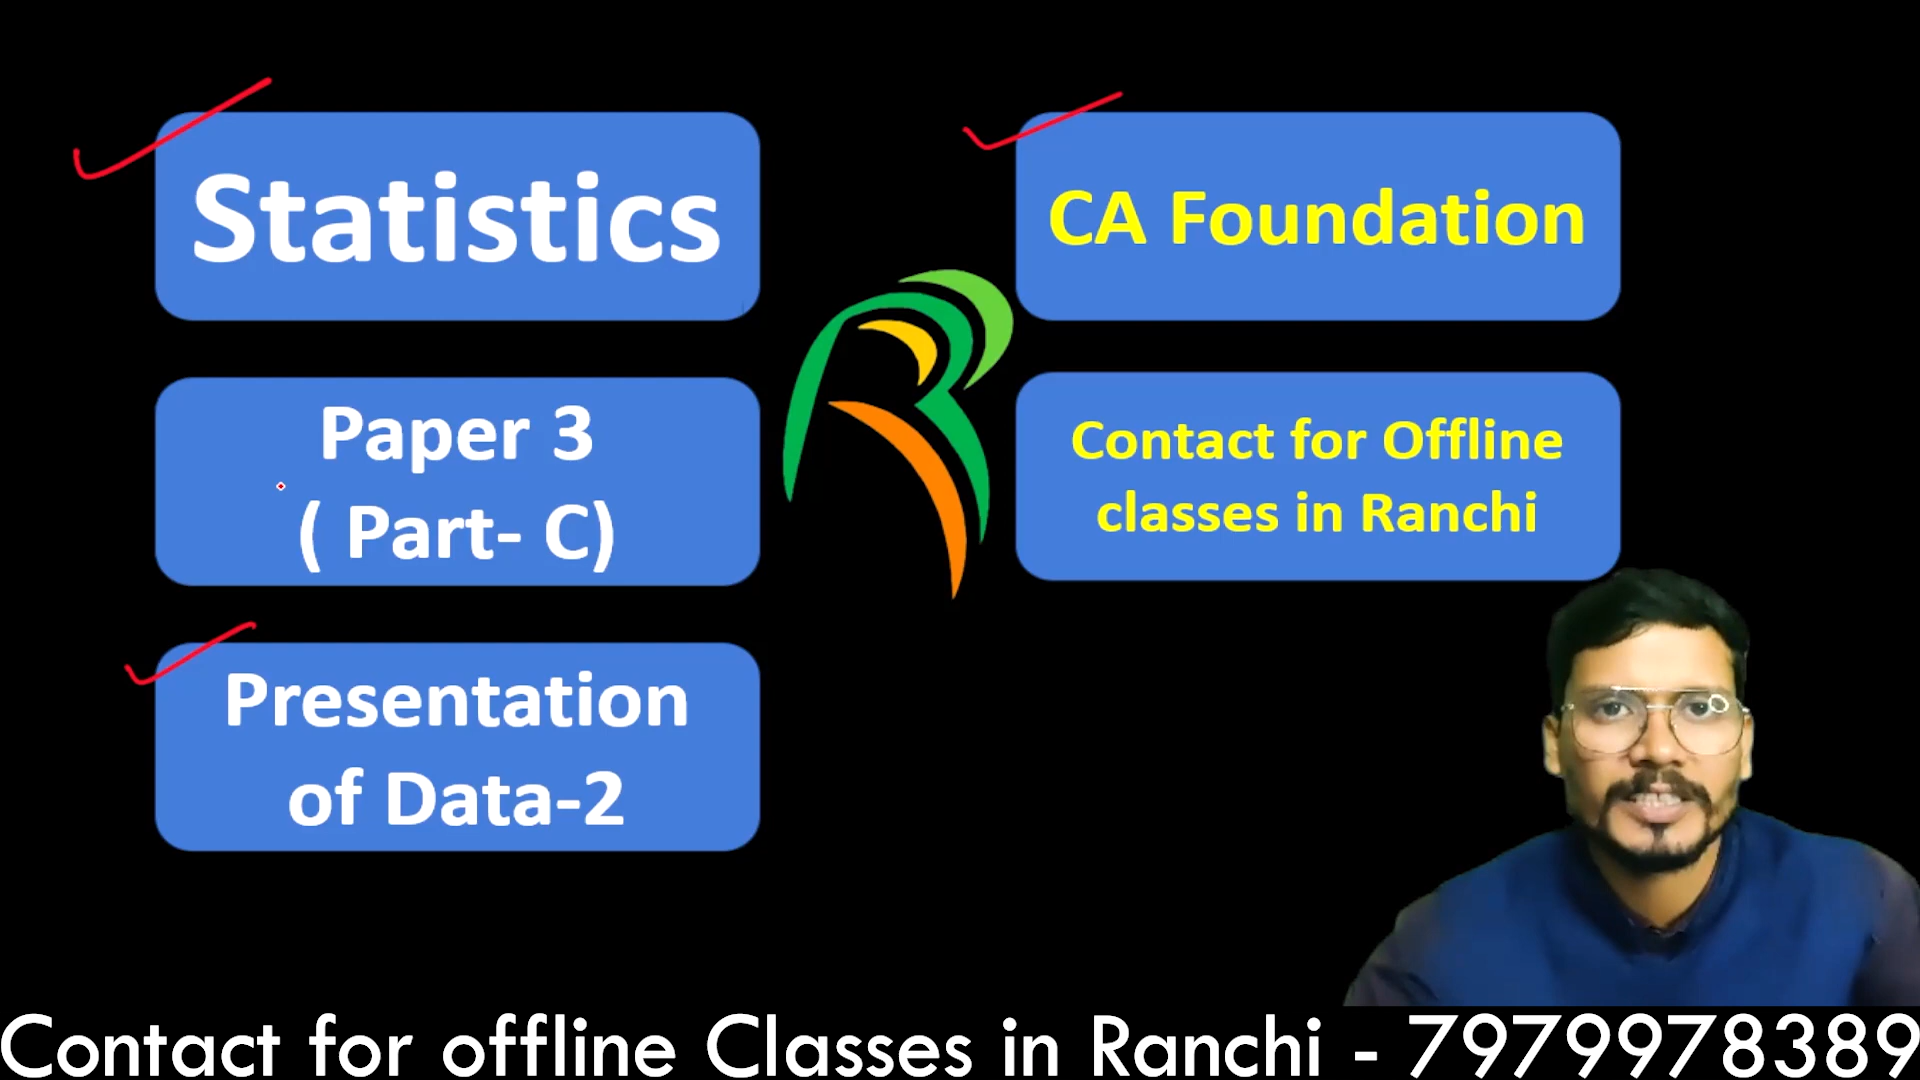 Statistics
Paper 3
( Part- C)
Presentation
of Data-2
CA Foundation
Contact for Offline
classes in Ranchi
Contact for offline Classes in Ranchi - 7979978389